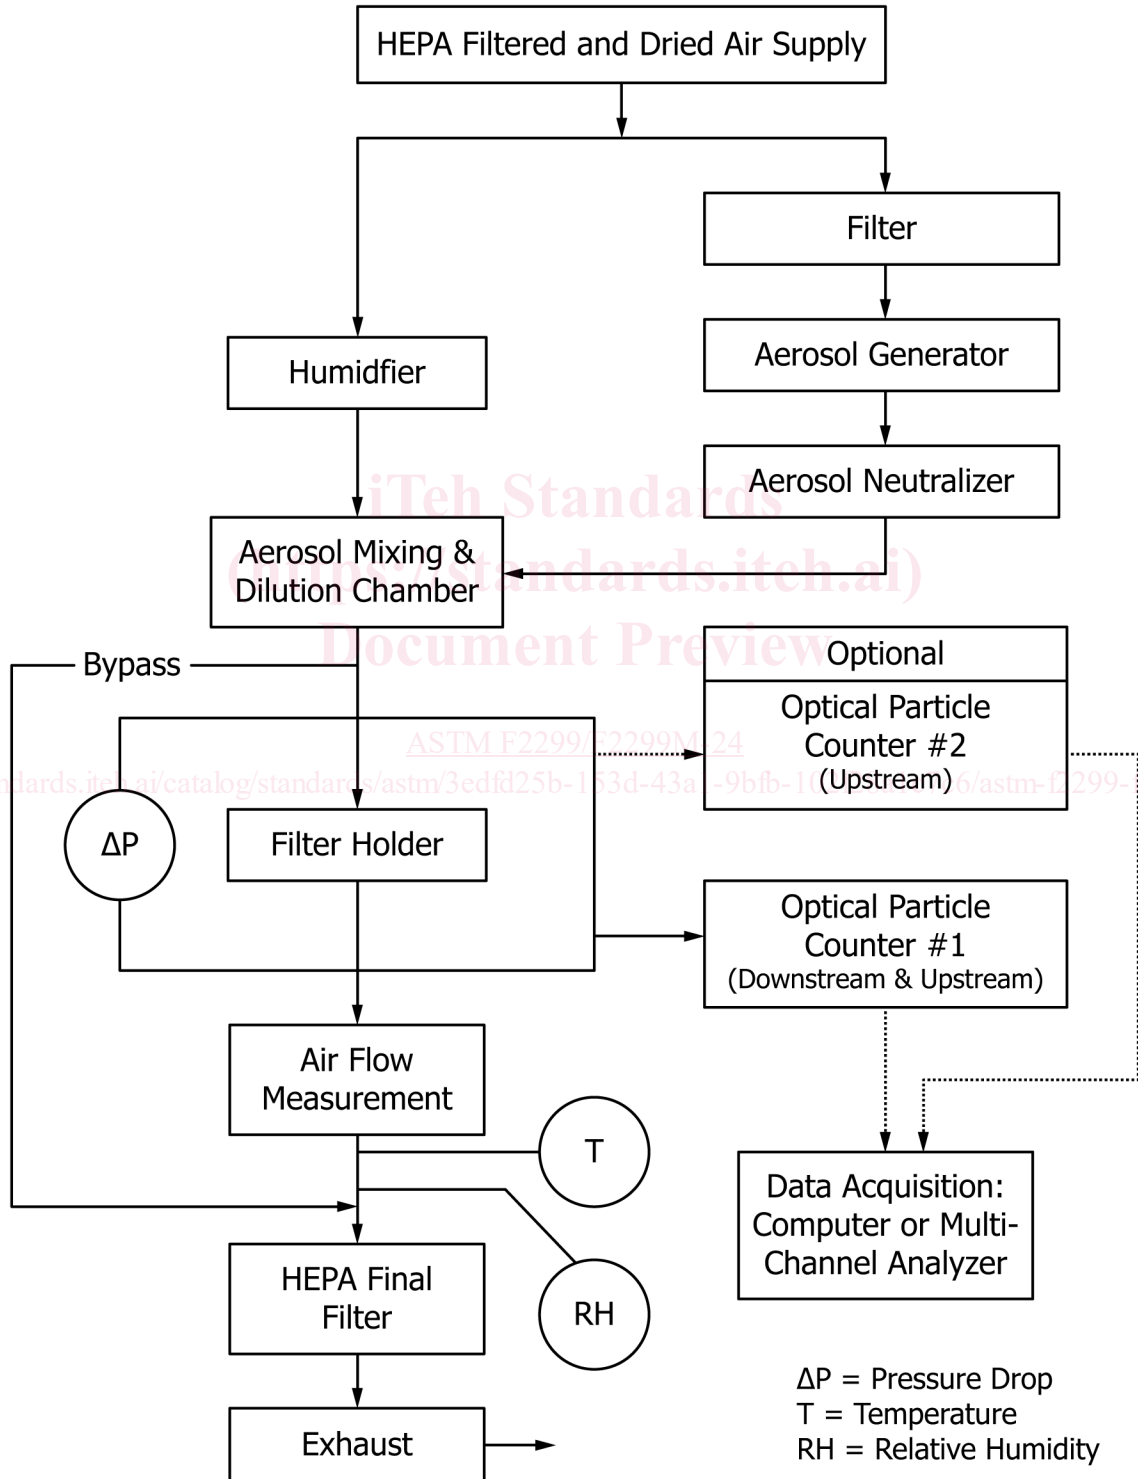 HEPA Filtered and Dried Air Supply
Filter
Aerosol Generator
Humidfier
Aerosol Neutralizer
iTeh Standards
Aerosol Mixing &
Dilution Chamber
(https://standards.iteh.ai)
Document Preview
Bypass
Optional
Optical Particle
Counter #2
(Upstream)
ASTM F2299/F2299M-24
ΔP
Filter Holder
Optical Particle
Counter #1
(Downstream & Upstream)
Air Flow
Measurement
T
Data Acquisition:
Computer or Multi-
Channel Analyzer
HEPA Final
Filter
RH
ΔP = Pressure Drop
T = Temperature
RH = Relative Humidity
Exhaust